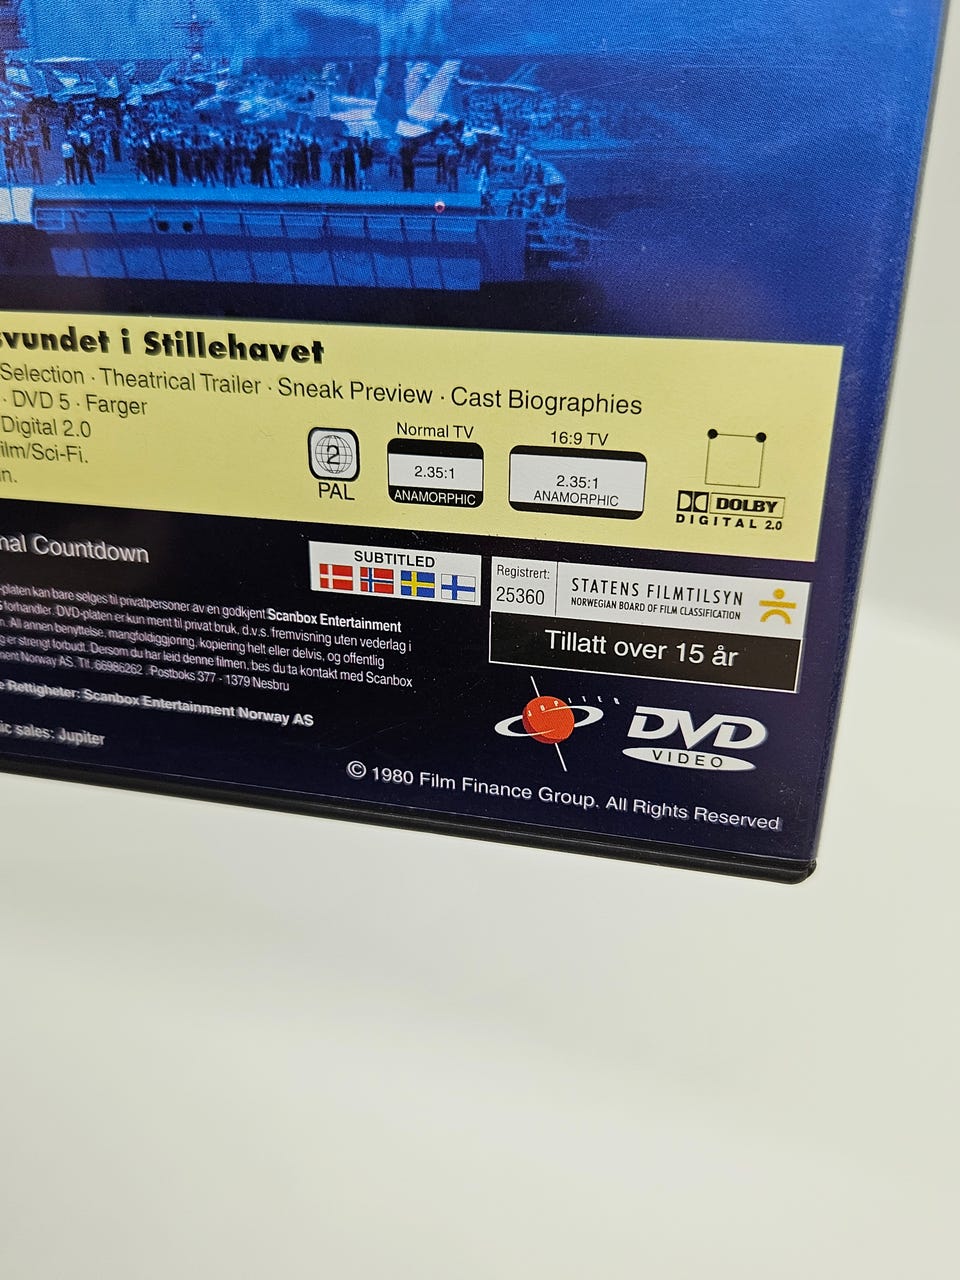 svundet i Stillehavet
Selection · Theatrical Trailer · Sneak Preview · Cast Biographies
· DVD 5 · Farger
Digital 2.0
ilm/Sci-Fi.
n.
2
PAL
Normal TV
2.35:1
ANAMORPHIC
16:9 TV
2.35:1
ANAMORPHIC
DOLBY
DIGITAL 2.0
nal Countdown
SUBTITLED
Registrert:
25360
STATENS FILMTILSYN
NORWEGIAN BOARD OF FILM CLASSIFICATION
Tillatt over 15 år
-platen kan bare selges til privatpersoner av en godkjent Scanbox Entertainment
forhandler. DVD-platen er kun ment til privat bruk, d.v.s. fremvisning uten vederlag i
n. All annen benyttelse, mangfoldiggjøring, kopiering helt eller delvis, og offentlig
g er strengt forbudt. Dersom du har leid denne filmen, bes du ta kontakt med Scanbox
ment Norway AS. Tlf. 66986262 . Postboks 377 - 1379 Nesbru
e Rettigheter: Scanbox Entertainment Norway AS
ic sales: Jupiter
JUPITER
DVD
VIDEO
© 1980 Film Finance Group. All Rights Reserved